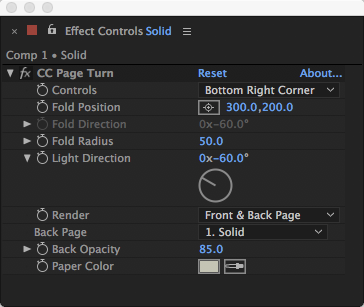 Effect Controls Solid
Comp 1 • Solid
fx CC Page Turn Reset About...
Controls Bottom Right Corner
Fold Position 300.0,200.0
Fold Direction 0x-60.0°
Fold Radius 50.0
Light Direction 0x-60.0°
Render Front & Back Page
Back Page 1. Solid
Back Opacity 85.0
Paper Color